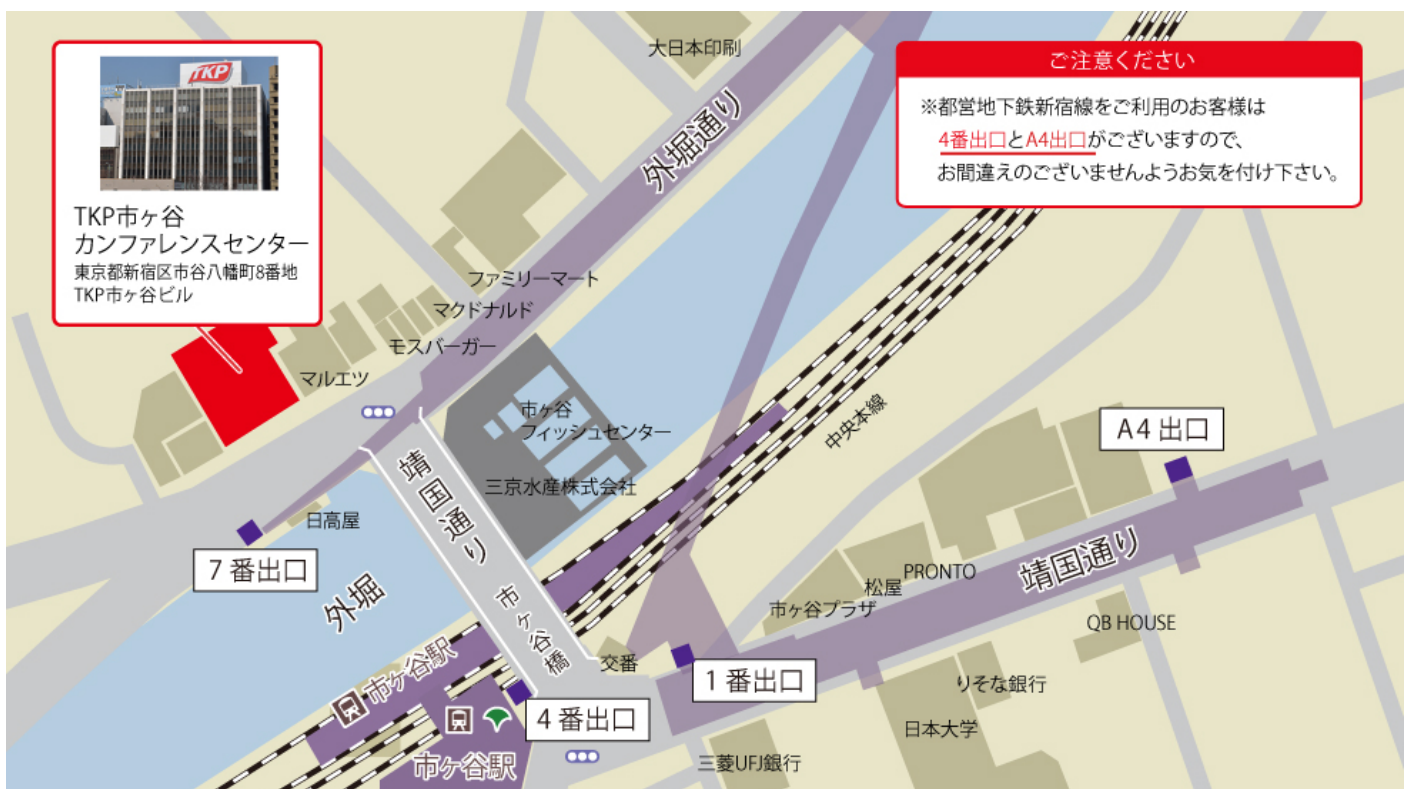 TKP
TKP市ヶ谷
カンファレンスセンター
東京都新宿区市谷八幡町8番地
TKP市ヶ谷ビル
ご注意ください
※都営地下鉄新宿線をご利用のお客様は
4番出口とA4出口がございますので、
お間違えのございませんようお気を付け下さい。
大日本印刷
外堀通り
ファミリーマート
マクドナルド
モスバーガー
マルエツ
市ヶ谷
フィッシュセンター
三京水産株式会社
中央本線
A4出口
靖国通り
日高屋
7番出口
外堀
市ヶ谷橋
靖国通り
PRONTO
松屋
市ヶ谷プラザ
QB HOUSE
交番
1番出口
りそな銀行
日本大学
市ヶ谷駅
4番出口
市ヶ谷駅
三菱UFJ銀行